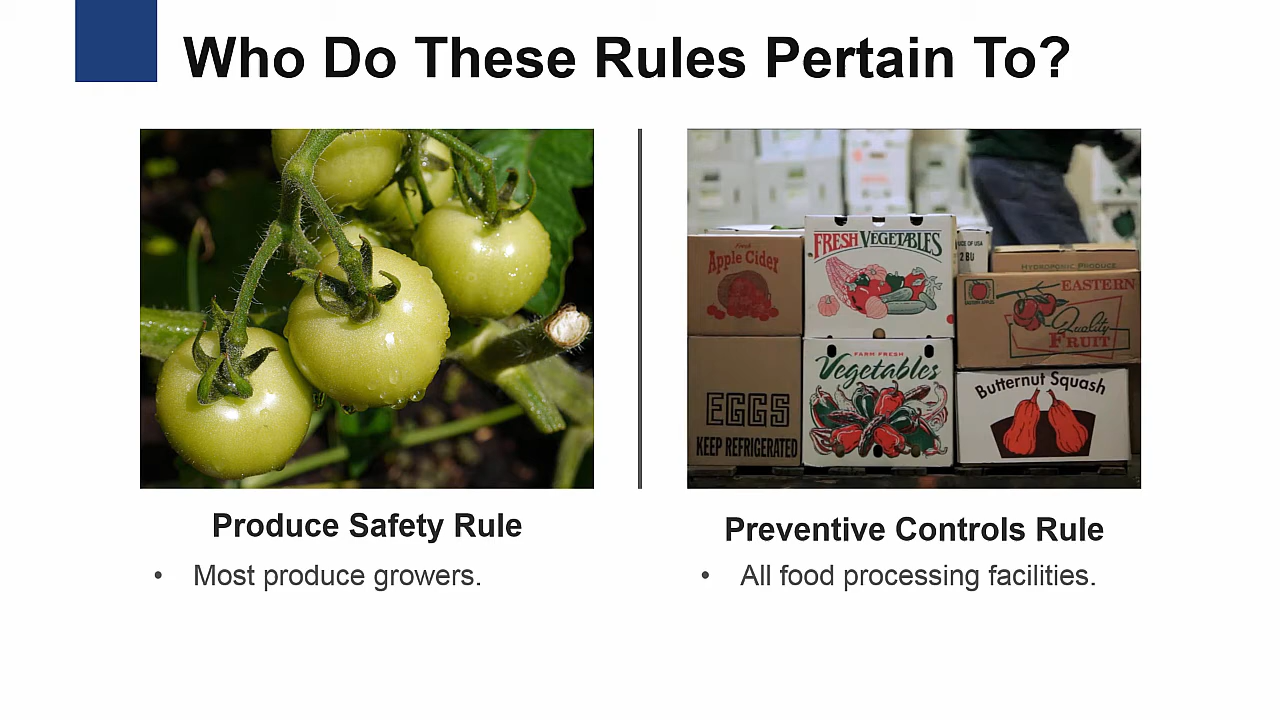 Who Do These Rules Pertain To?
Fresh
Apple Cider
EGGS
KEEP REFRIGERATED
FRESH VEGETABLES
FARM FRESH
Vegetables
2 BU
HYDROPONIC PRODUCE
EASTERN
Quality
FRUIT
Butternut Squash
Produce Safety Rule
• Most produce growers.
Preventive Controls Rule
• All food processing facilities.